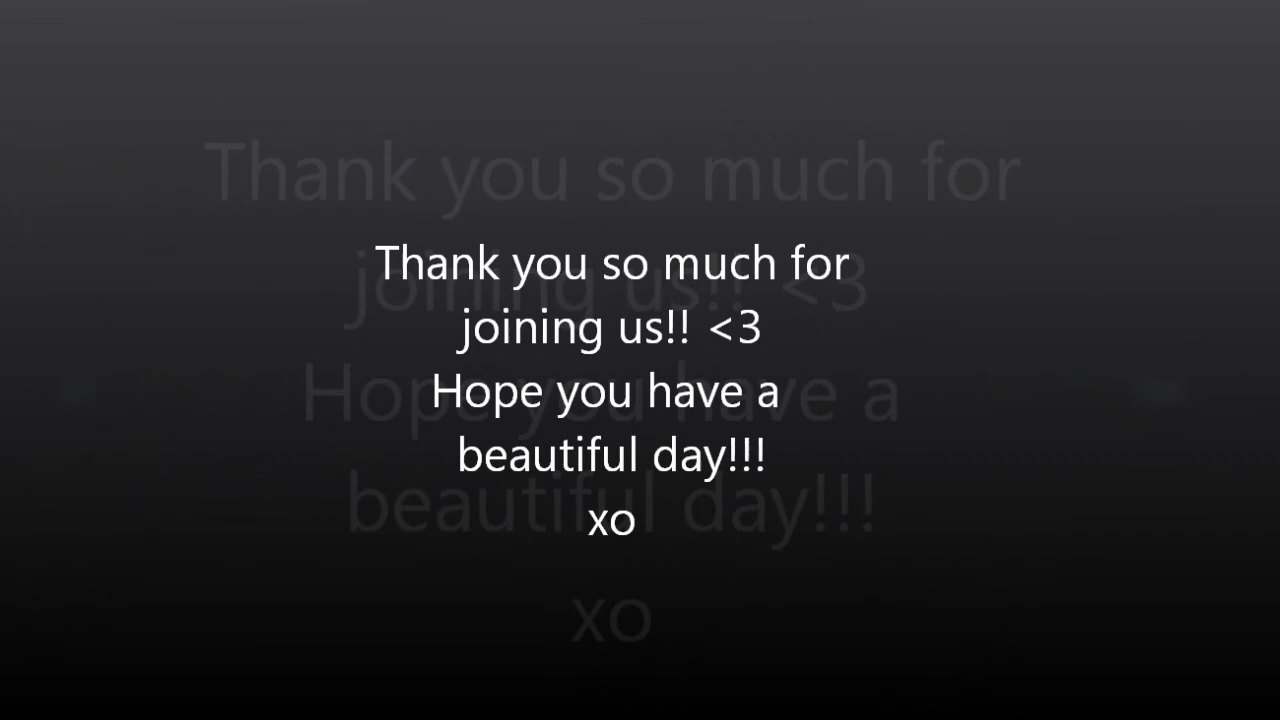 Thank you so much for
joining us!! <3
Hope you have a
beautiful day!!!
xo